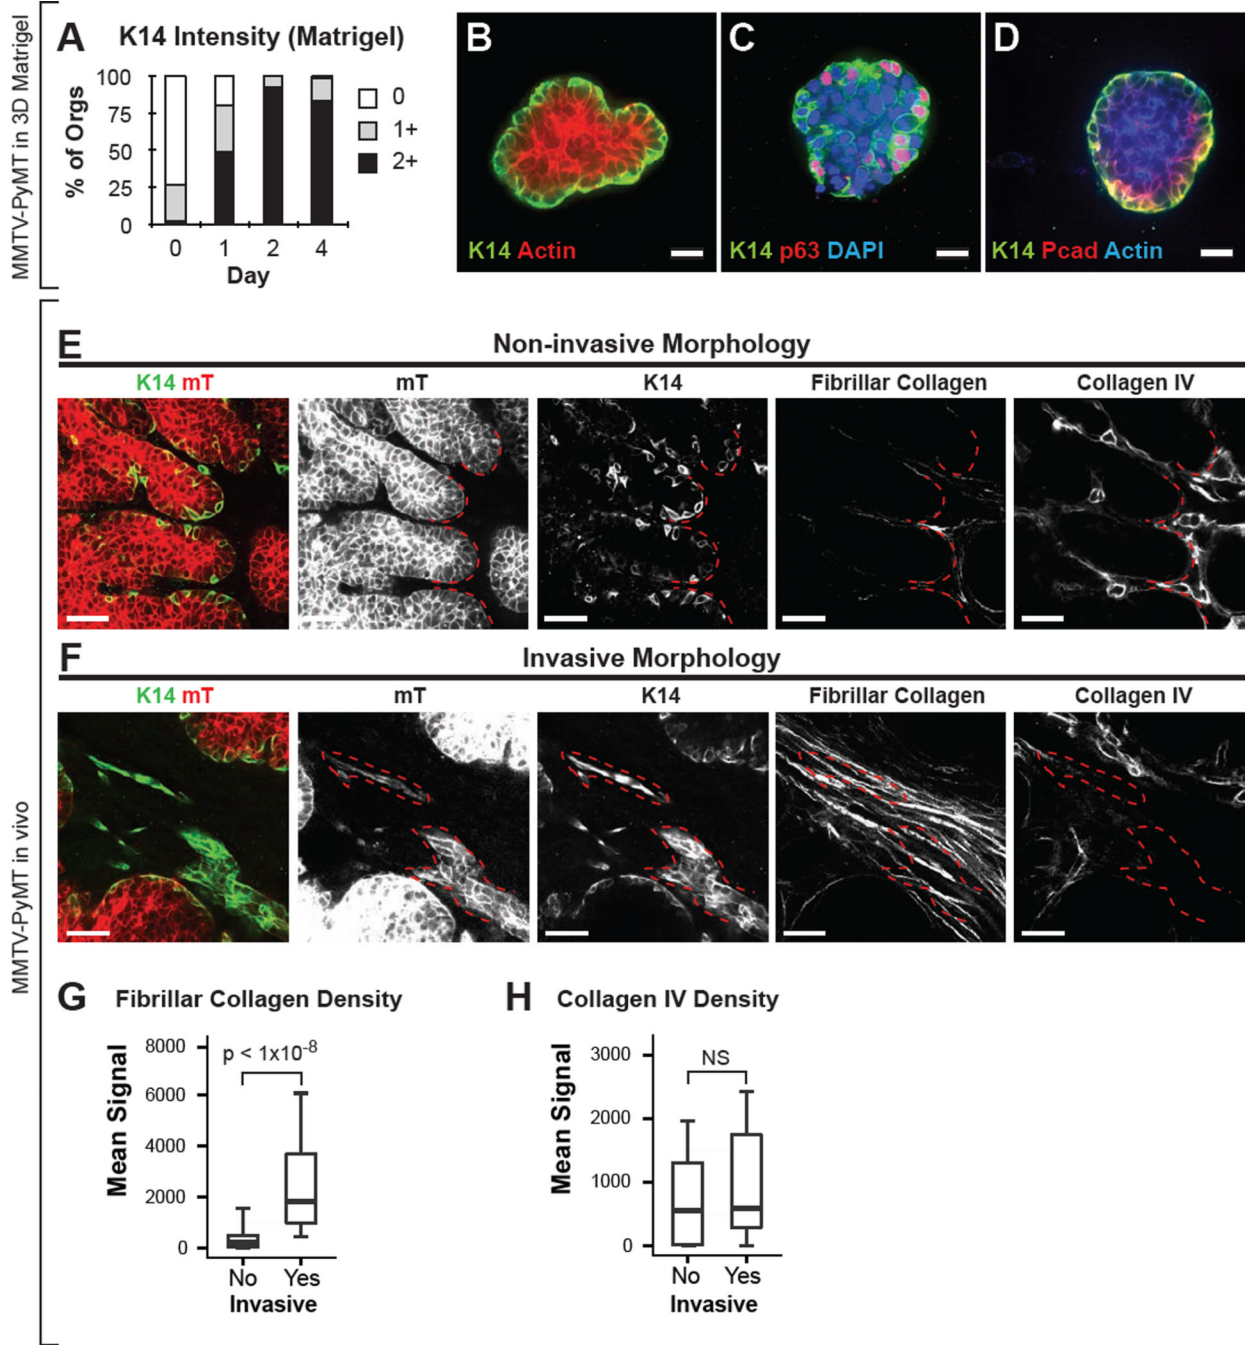 MMTV-PyMT in 3D Matrigel
A K14 Intensity (Matrigel)
% of Orgs
100
75
50
25
0
0
1+
2+
0 1 2 4
Day
B
K14 Actin
C
K14 p63 DAPI
D
K14 Pcad Actin
MMTV-PyMT in vivo
E Non-invasive Morphology
K14 mT mT K14 Fibrillar Collagen Collagen IV
F Invasive Morphology
K14 mT mT K14 Fibrillar Collagen Collagen IV
G Fibrillar Collagen Density
Mean Signal
8000
6000
4000
2000
0
p < 1x10⁻⁸
No Yes
Invasive
H Collagen IV Density
Mean Signal
3000
2000
1000
0
NS
No Yes
Invasive